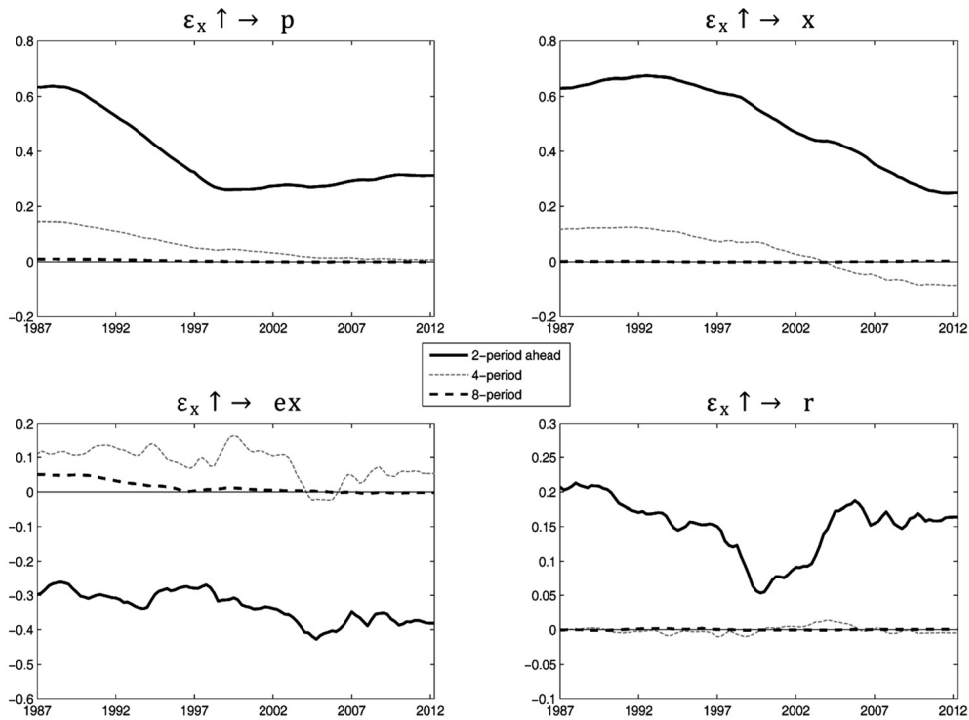 εx ↑ → p
0.8
0.6
0.4
0.2
0
−0.2
1987 1992 1997 2002 2007 2012
εx ↑ → x
0.8
0.6
0.4
0.2
0
−0.2
1987 1992 1997 2002 2007 2012
2−period ahead
4−period
8−period
εx ↑ → ex
0.2
0.1
0
−0.1
−0.2
−0.3
−0.4
−0.5
−0.6
1987 1992 1997 2002 2007 2012
εx ↑ → r
0.3
0.25
0.2
0.15
0.1
0.05
0
−0.05
−0.1
1987 1992 1997 2002 2007 2012